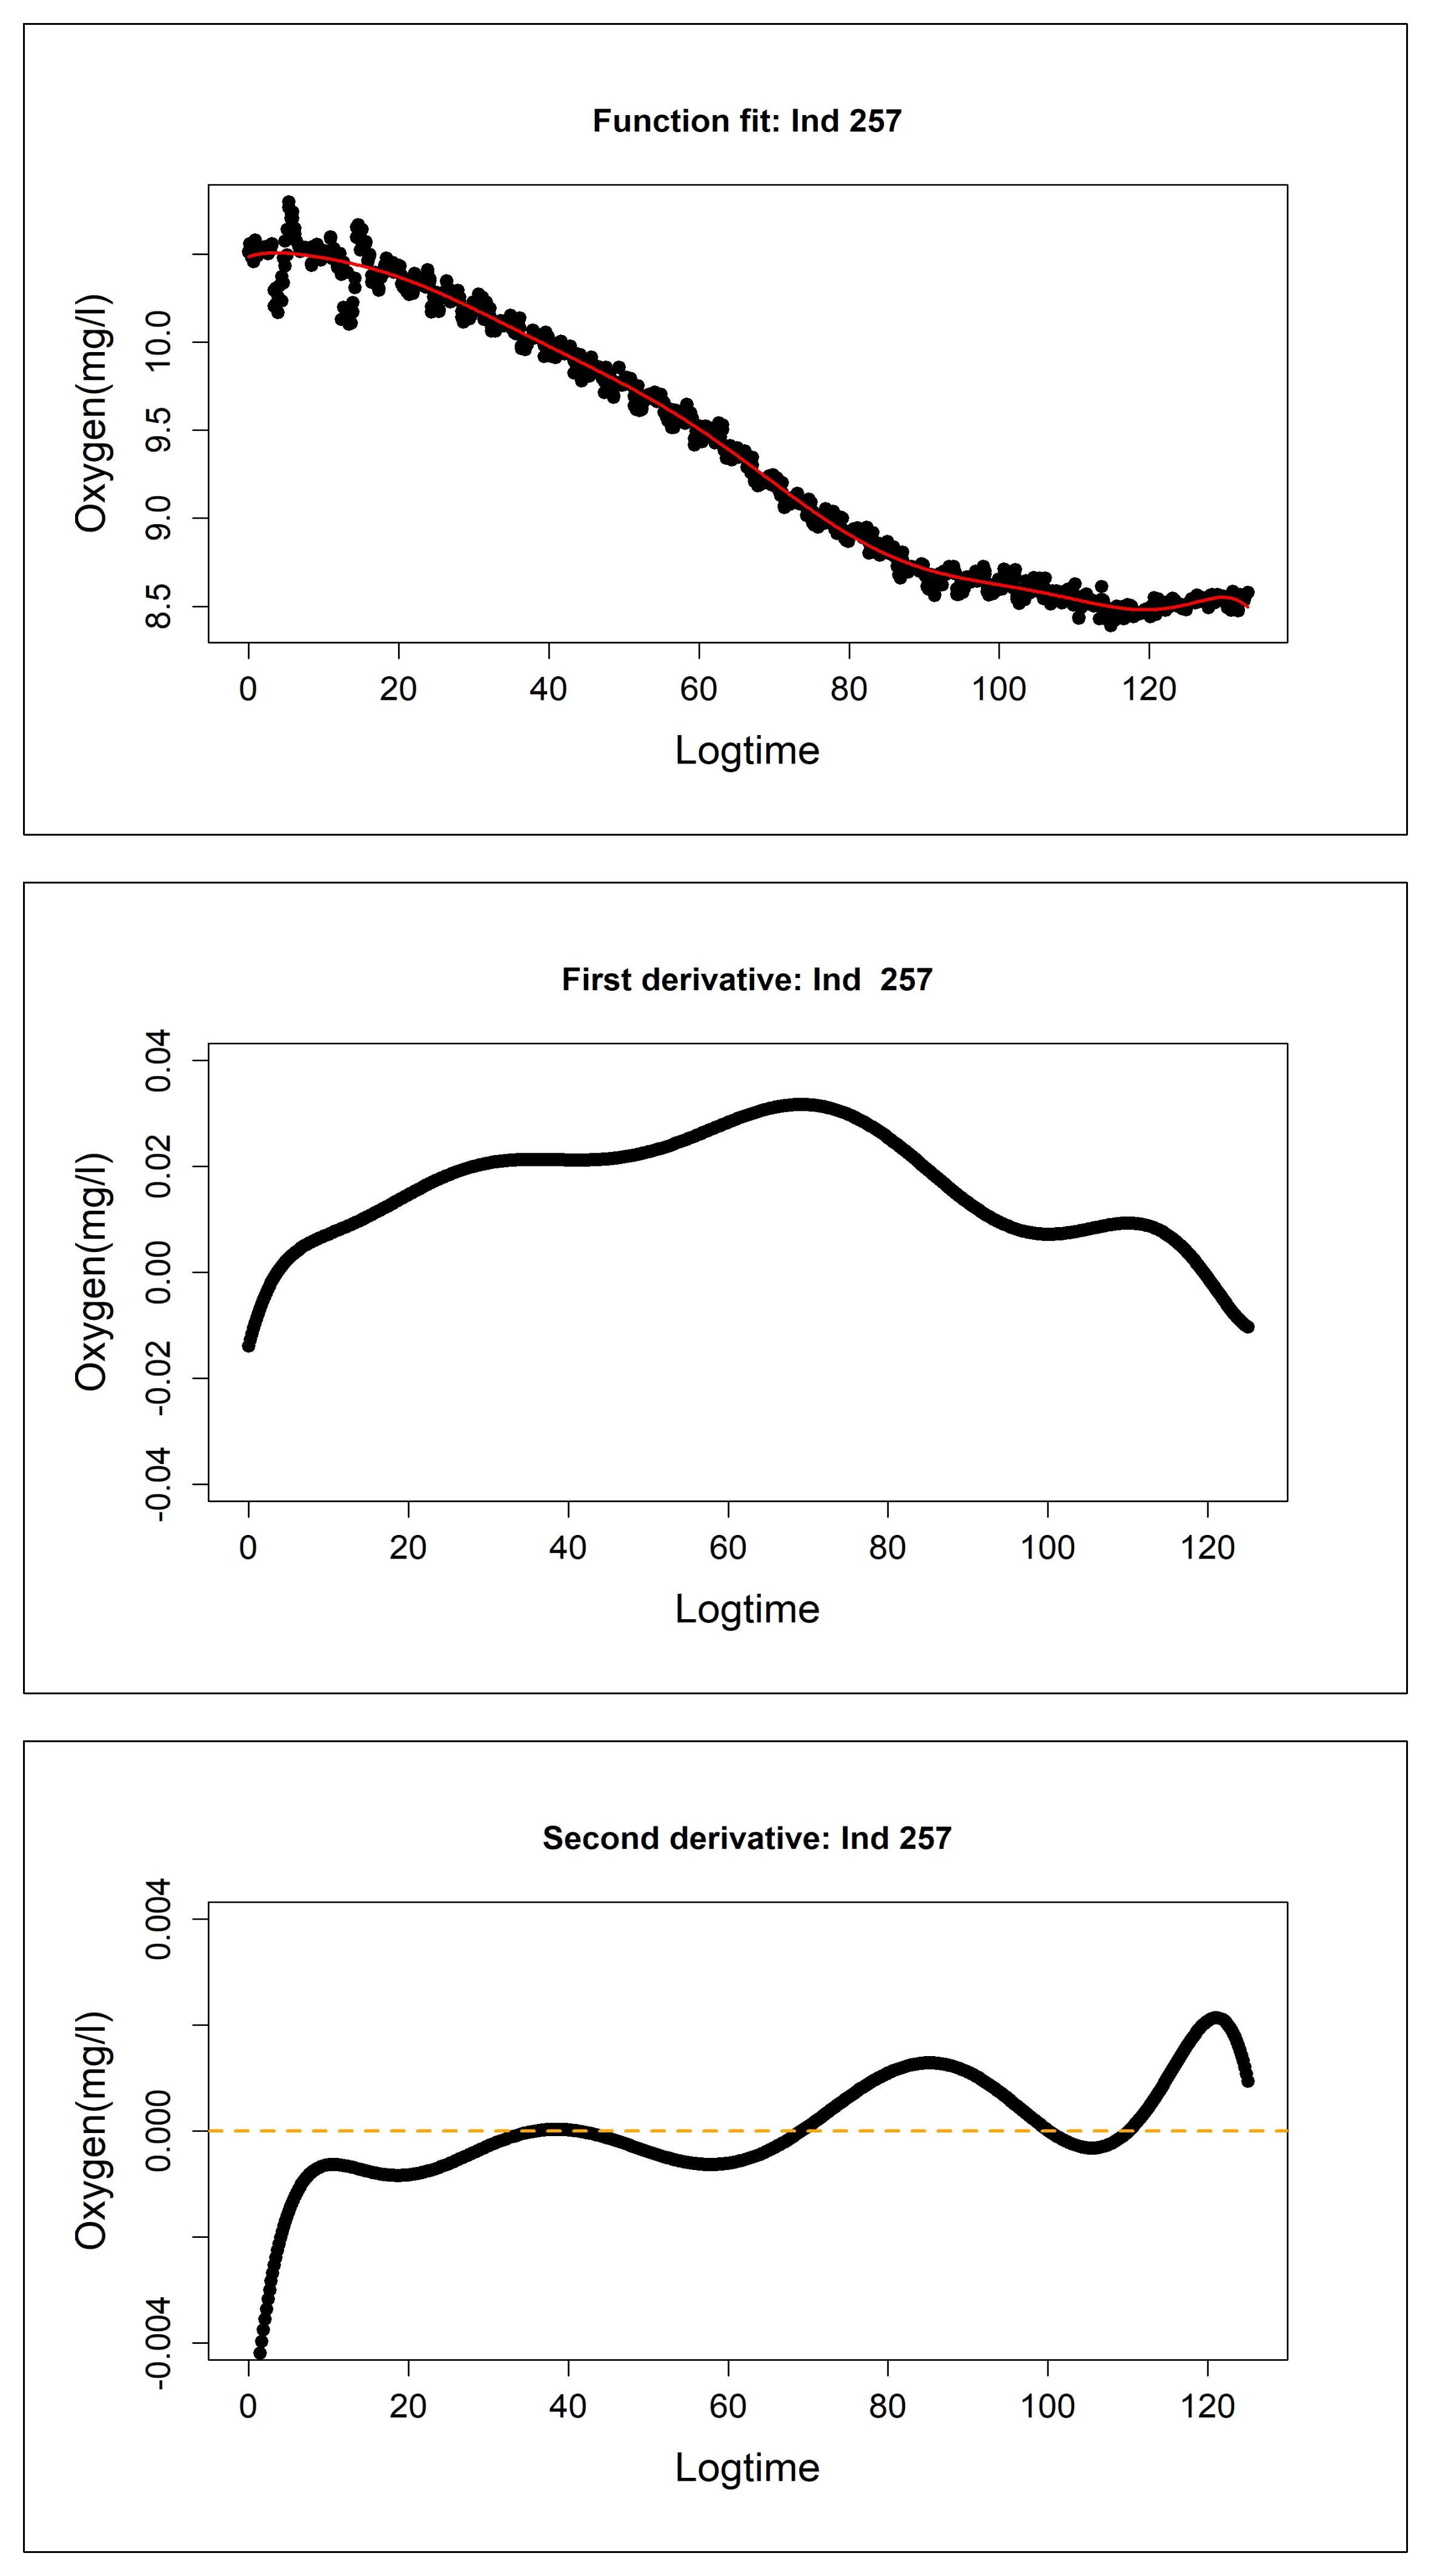 Function fit: Ind 257
Oxygen(mg/l)
10.0
9.5
9.0
8.5
0 20 40 60 80 100 120
Logtime
First derivative: Ind  257
Oxygen(mg/l)
0.04
0.02
0.00
-0.02
-0.04
0 20 40 60 80 100 120
Logtime
Second derivative: Ind 257
Oxygen(mg/l)
0.004
0.000
-0.004
0 20 40 60 80 100 120
Logtime